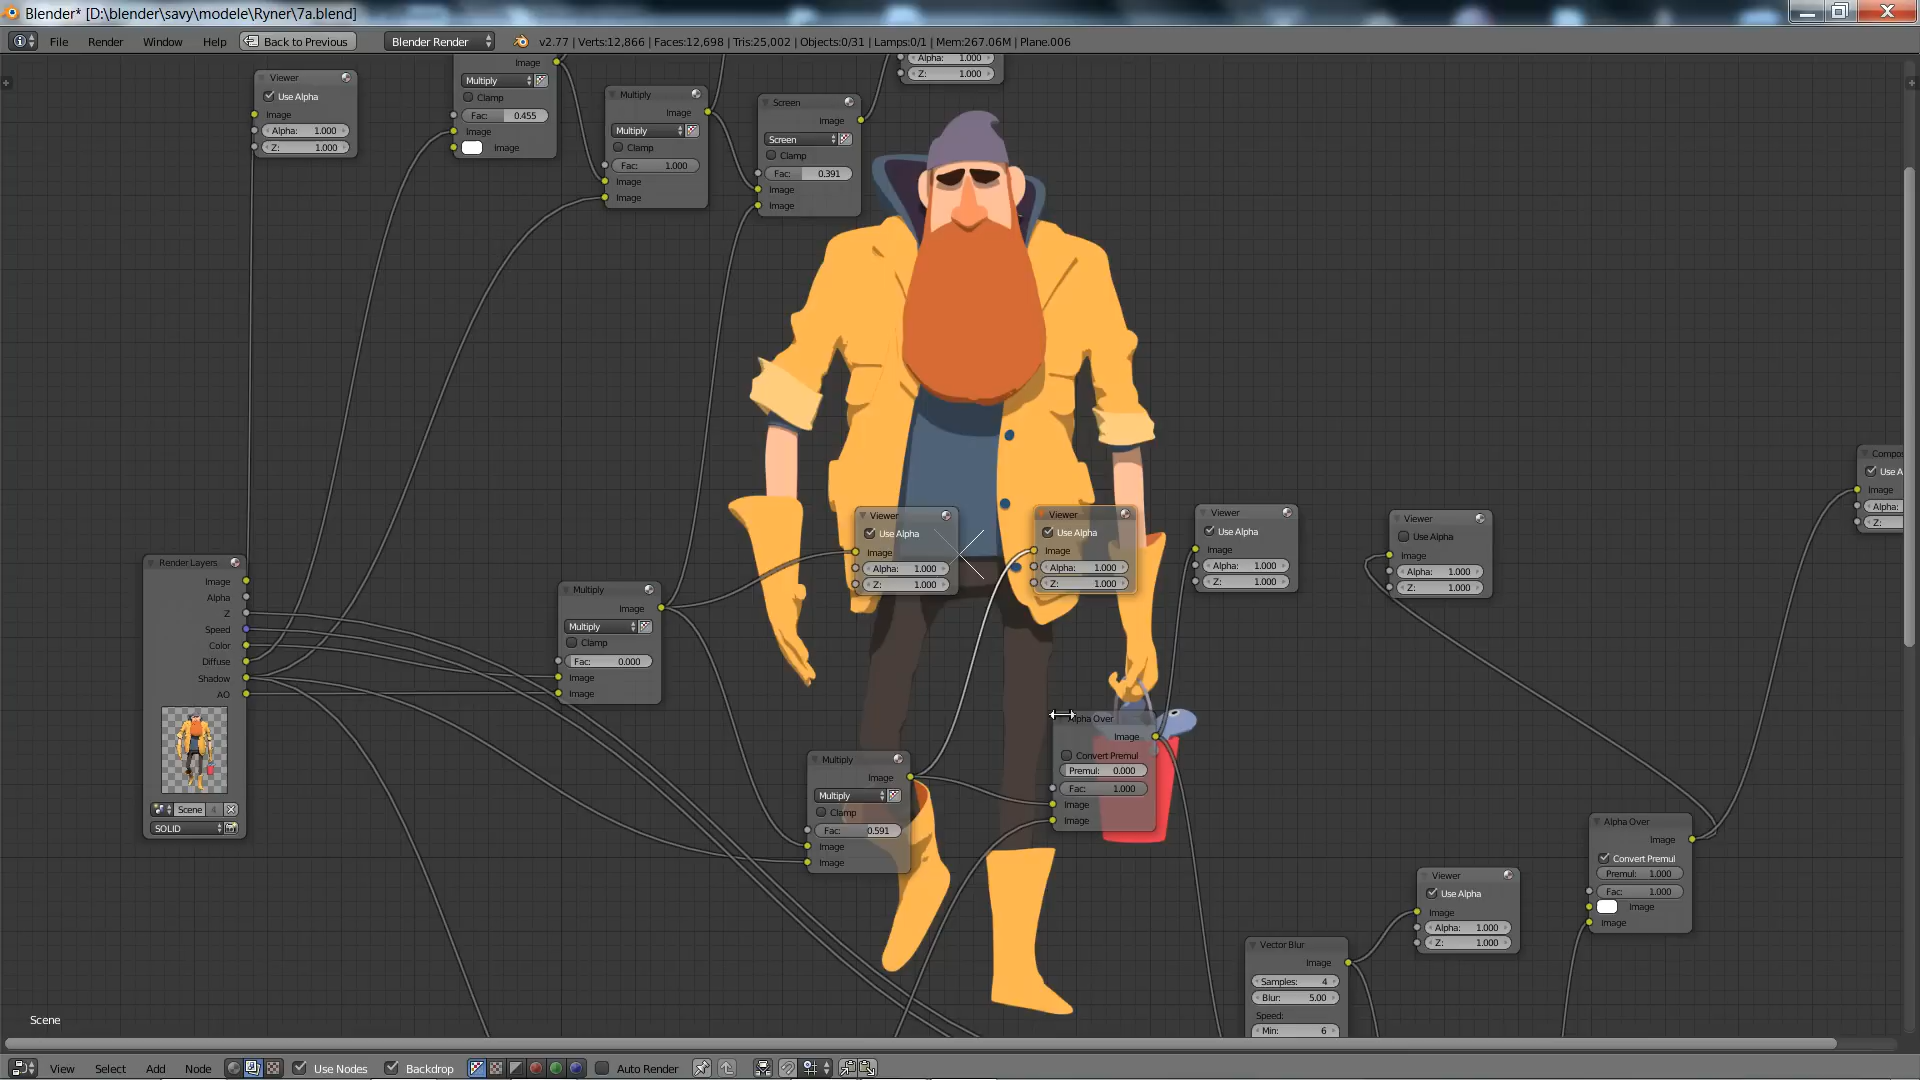 Blender* [D:\blender\savy\modele\Ryner\7a.blend]
File Render Window Help Back to Previous Blender Render v2.77 | Verts:12,866 | Faces:12,698 | Tris:25,002 | Objects:0/31 | Lamps:0/1 | Mem:267.06M | Plane.006
Viewer
Use Alpha
Image
Alpha: 1.000
Z: 1.000
Image
Multiply
Clamp
Fac: 0.455
Image
Image
Multiply
Image
Multiply
Clamp
Fac: 1.000
Image
Image
Screen
Image
Screen
Clamp
Fac: 0.391
Image
Image
Alpha: 1.000
Z: 1.000
Render Layers
Image
Alpha
Z
Speed
Color
Diffuse
Shadow
AO
Scene 4
SOLID
Multiply
Image
Multiply
Clamp
Fac: 0.000
Image
Image
Viewer
Use Alpha
Image
Alpha: 1.000
Z: 1.000
Viewer
Use Alpha
Image
Alpha: 1.000
Z: 1.000
Viewer
Use Alpha
Image
Alpha: 1.000
Z: 1.000
Viewer
Use Alpha
Image
Alpha: 1.000
Z: 1.000
Compos
Use A
Image
Alpha:
Z:
Multiply
Image
Multiply
Clamp
Fac: 0.591
Image
Image
Alpha Over
Image
Convert Premul
Premul: 0.000
Fac: 1.000
Image
Image
Viewer
Use Alpha
Image
Alpha: 1.000
Z: 1.000
Alpha Over
Image
Convert Premul
Premul: 1.000
Fac: 1.000
Image
Image
Vector Blur
Image
Samples: 4
Blur: 5.00
Speed:
Min: 6
Scene
View Select Add Node Use Nodes Backdrop Auto Render